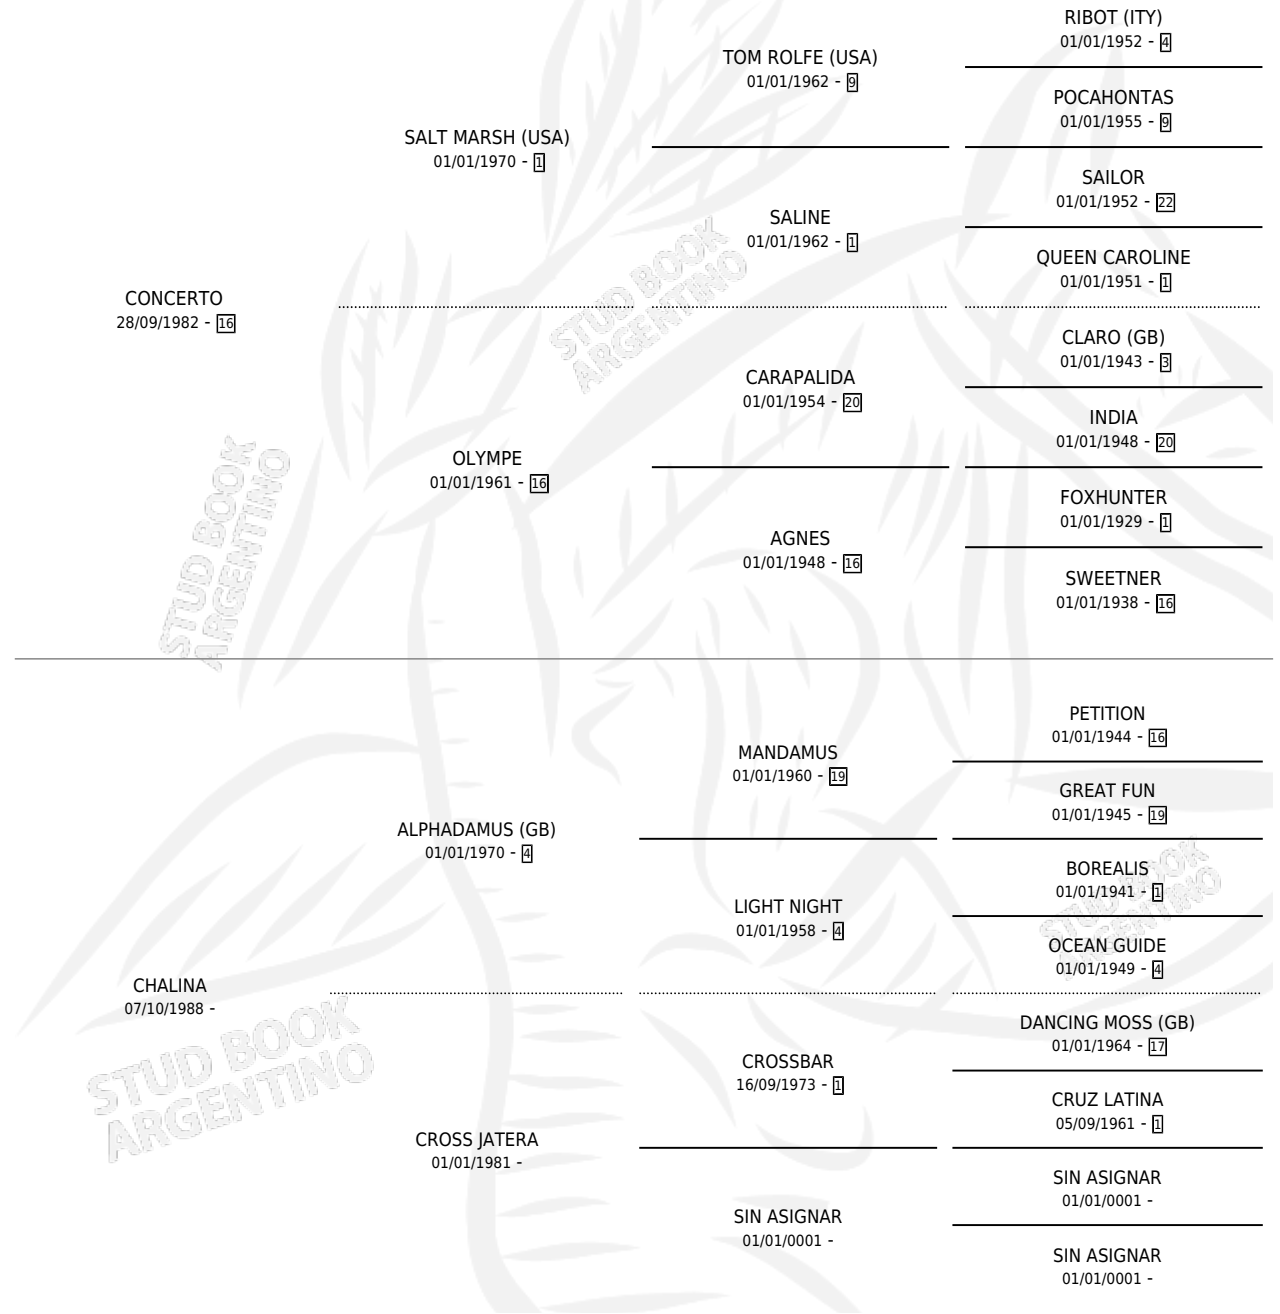 RIBOT (ITY)
01/01/1952 - 4
TOM ROLFE (USA)
01/01/1962 - 9
POCAHONTAS
01/01/1955 - 9
SALT MARSH (USA)
01/01/1970 - 1
SAILOR
01/01/1952 - 22
SALINE
01/01/1962 - 1
QUEEN CAROLINE
01/01/1951 - 1
CONCERTO
28/09/1982 - 16
STUD BOOK
ARGENTINO
CLARO (GB)
01/01/1943 - 3
CARAPALIDA
01/01/1954 - 20
INDIA
01/01/1948 - 20
OLYMPE
01/01/1961 - 16
FOXHUNTER
01/01/1929 - 1
AGNES
01/01/1948 - 16
SWEETNER
01/01/1938 - 16
STUD BOOK
ARGENTINO
PETITION
01/01/1944 - 16
MANDAMUS
01/01/1960 - 19
GREAT FUN
01/01/1945 - 19
ALPHADAMUS (GB)
01/01/1970 - 4
BOREALIS
01/01/1941 - 1
LIGHT NIGHT
01/01/1958 - 4
STUD BOOK
ARGENTINO
OCEAN GUIDE
01/01/1949 - 4
CHALINA
07/10/1988 -
DANCING MOSS (GB)
01/01/1964 - 17
CROSSBAR
16/09/1973 - 1
CRUZ LATINA
05/09/1961 - 1
STUD BOOK
ARGENTINO
CROSS JATERA
01/01/1981 -
SIN ASIGNAR
01/01/0001 -
SIN ASIGNAR
01/01/0001 -
SIN ASIGNAR
01/01/0001 -